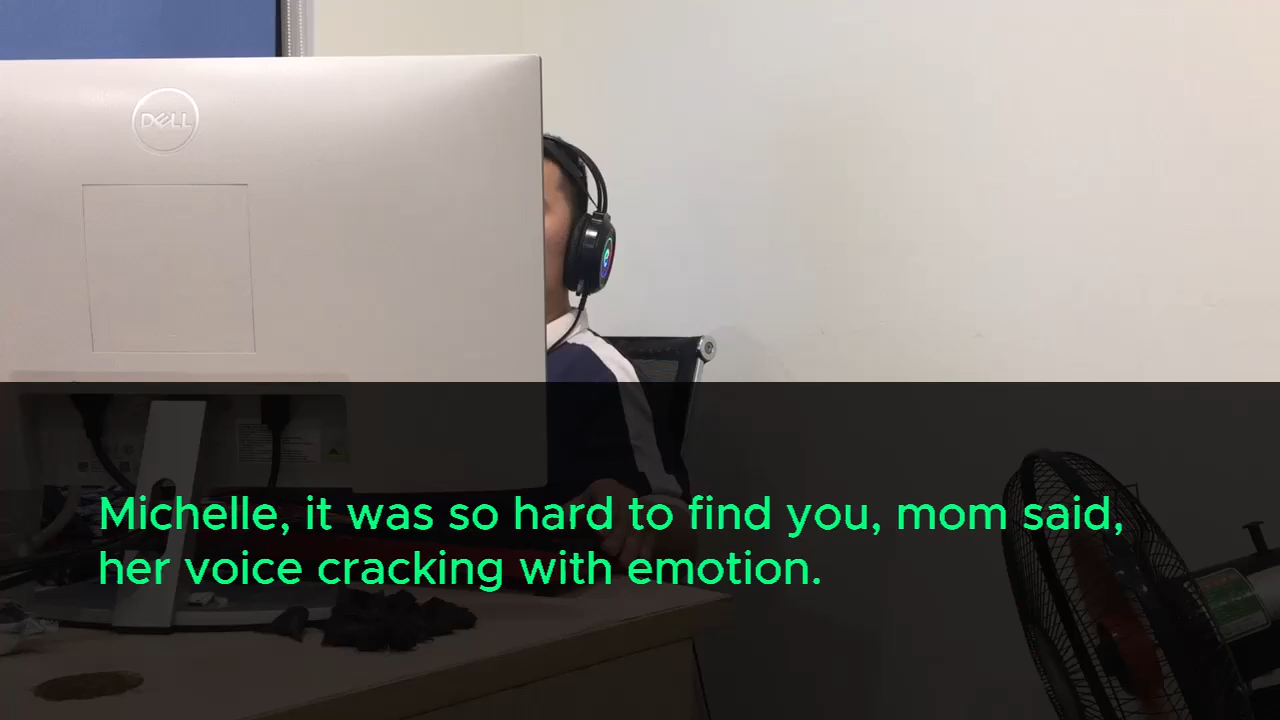 DELL
Michelle, it was so hard to find you, mom said,
her voice cracking with emotion.